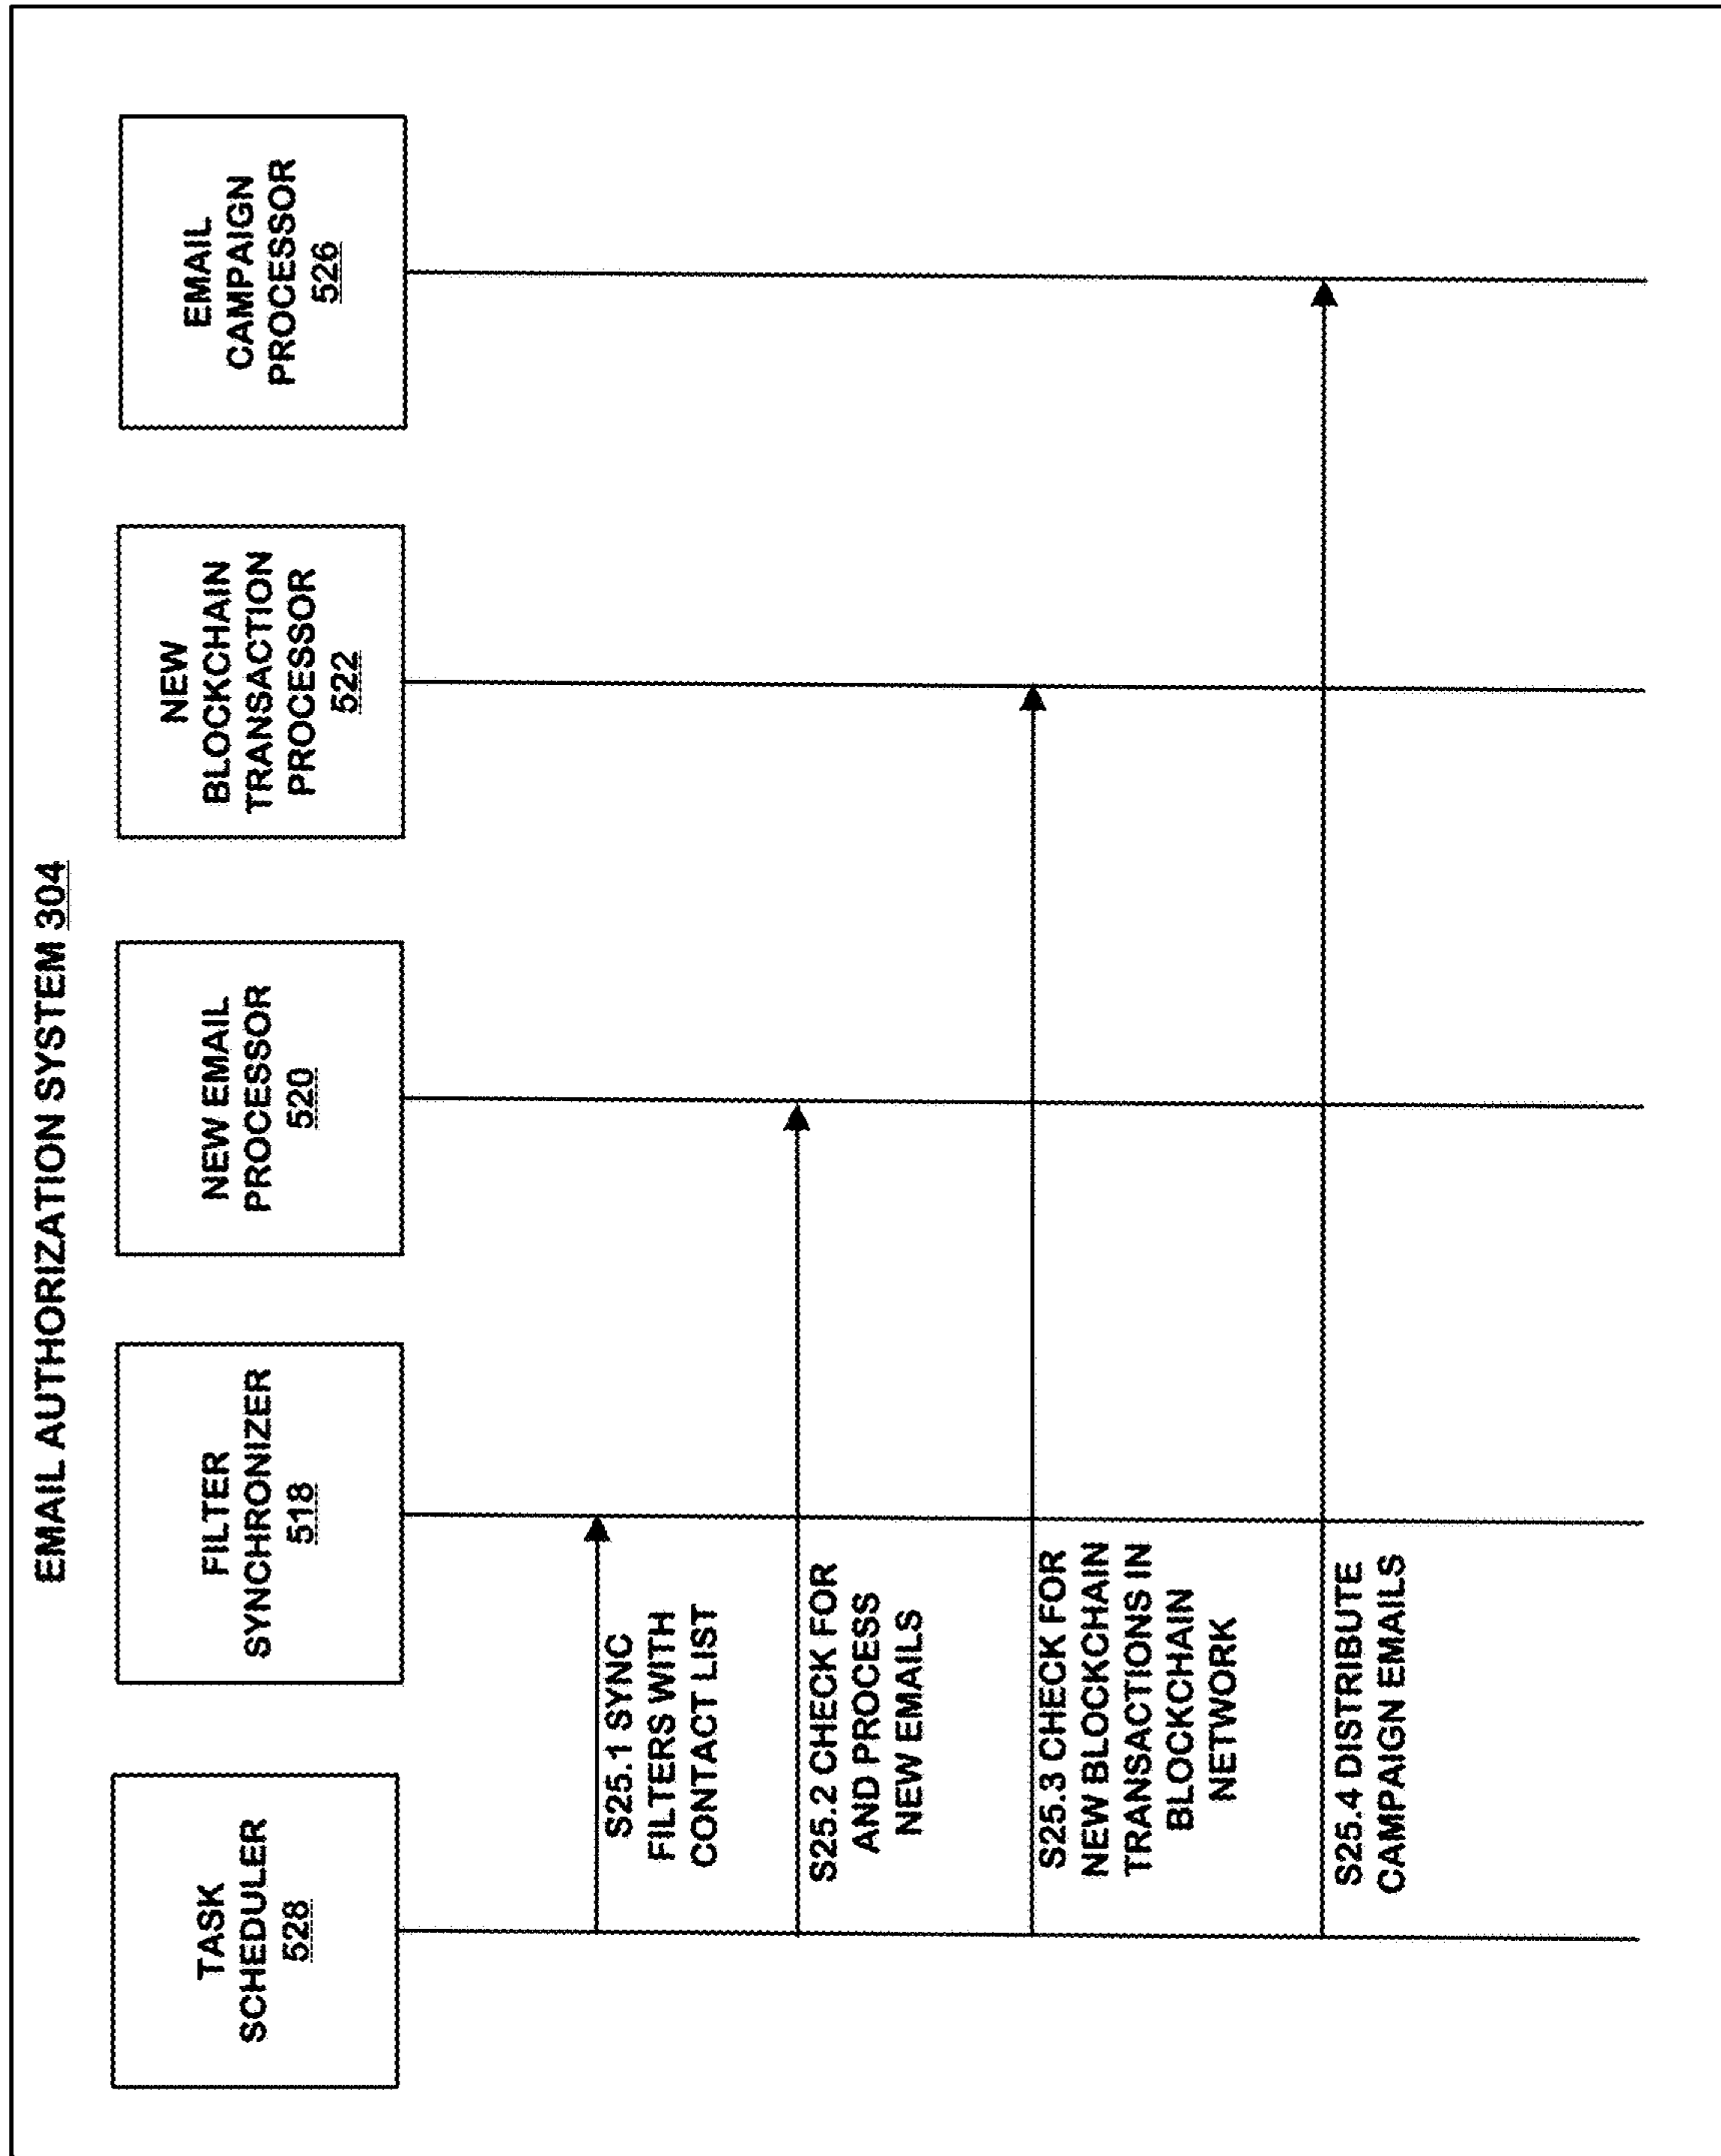 EMAIL AUTHORIZATION SYSTEM 304
TASK
SCHEDULER
528
FILTER
SYNCHRONIZER
518
NEW EMAIL
PROCESSOR
520
NEW
BLOCKCHAIN
TRANSACTION
PROCESSOR
522
EMAIL
CAMPAIGN
PROCESSOR
526
S25.1 SYNC
FILTERS WITH
CONTACT LIST
S25.2 CHECK FOR
AND PROCESS
NEW EMAILS
S25.3 CHECK FOR
NEW BLOCKCHAIN
TRANSACTIONS IN
BLOCKCHAIN
NETWORK
S25.4 DISTRIBUTE
CAMPAIGN EMAILS